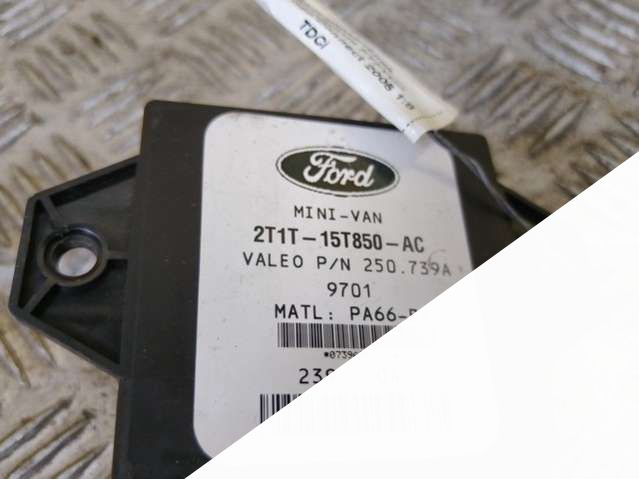 TDCI
Ford
MINI-VAN
2T1T-15T850-AC
VALEO P/N 250.739A
9701
MATL: PA66-